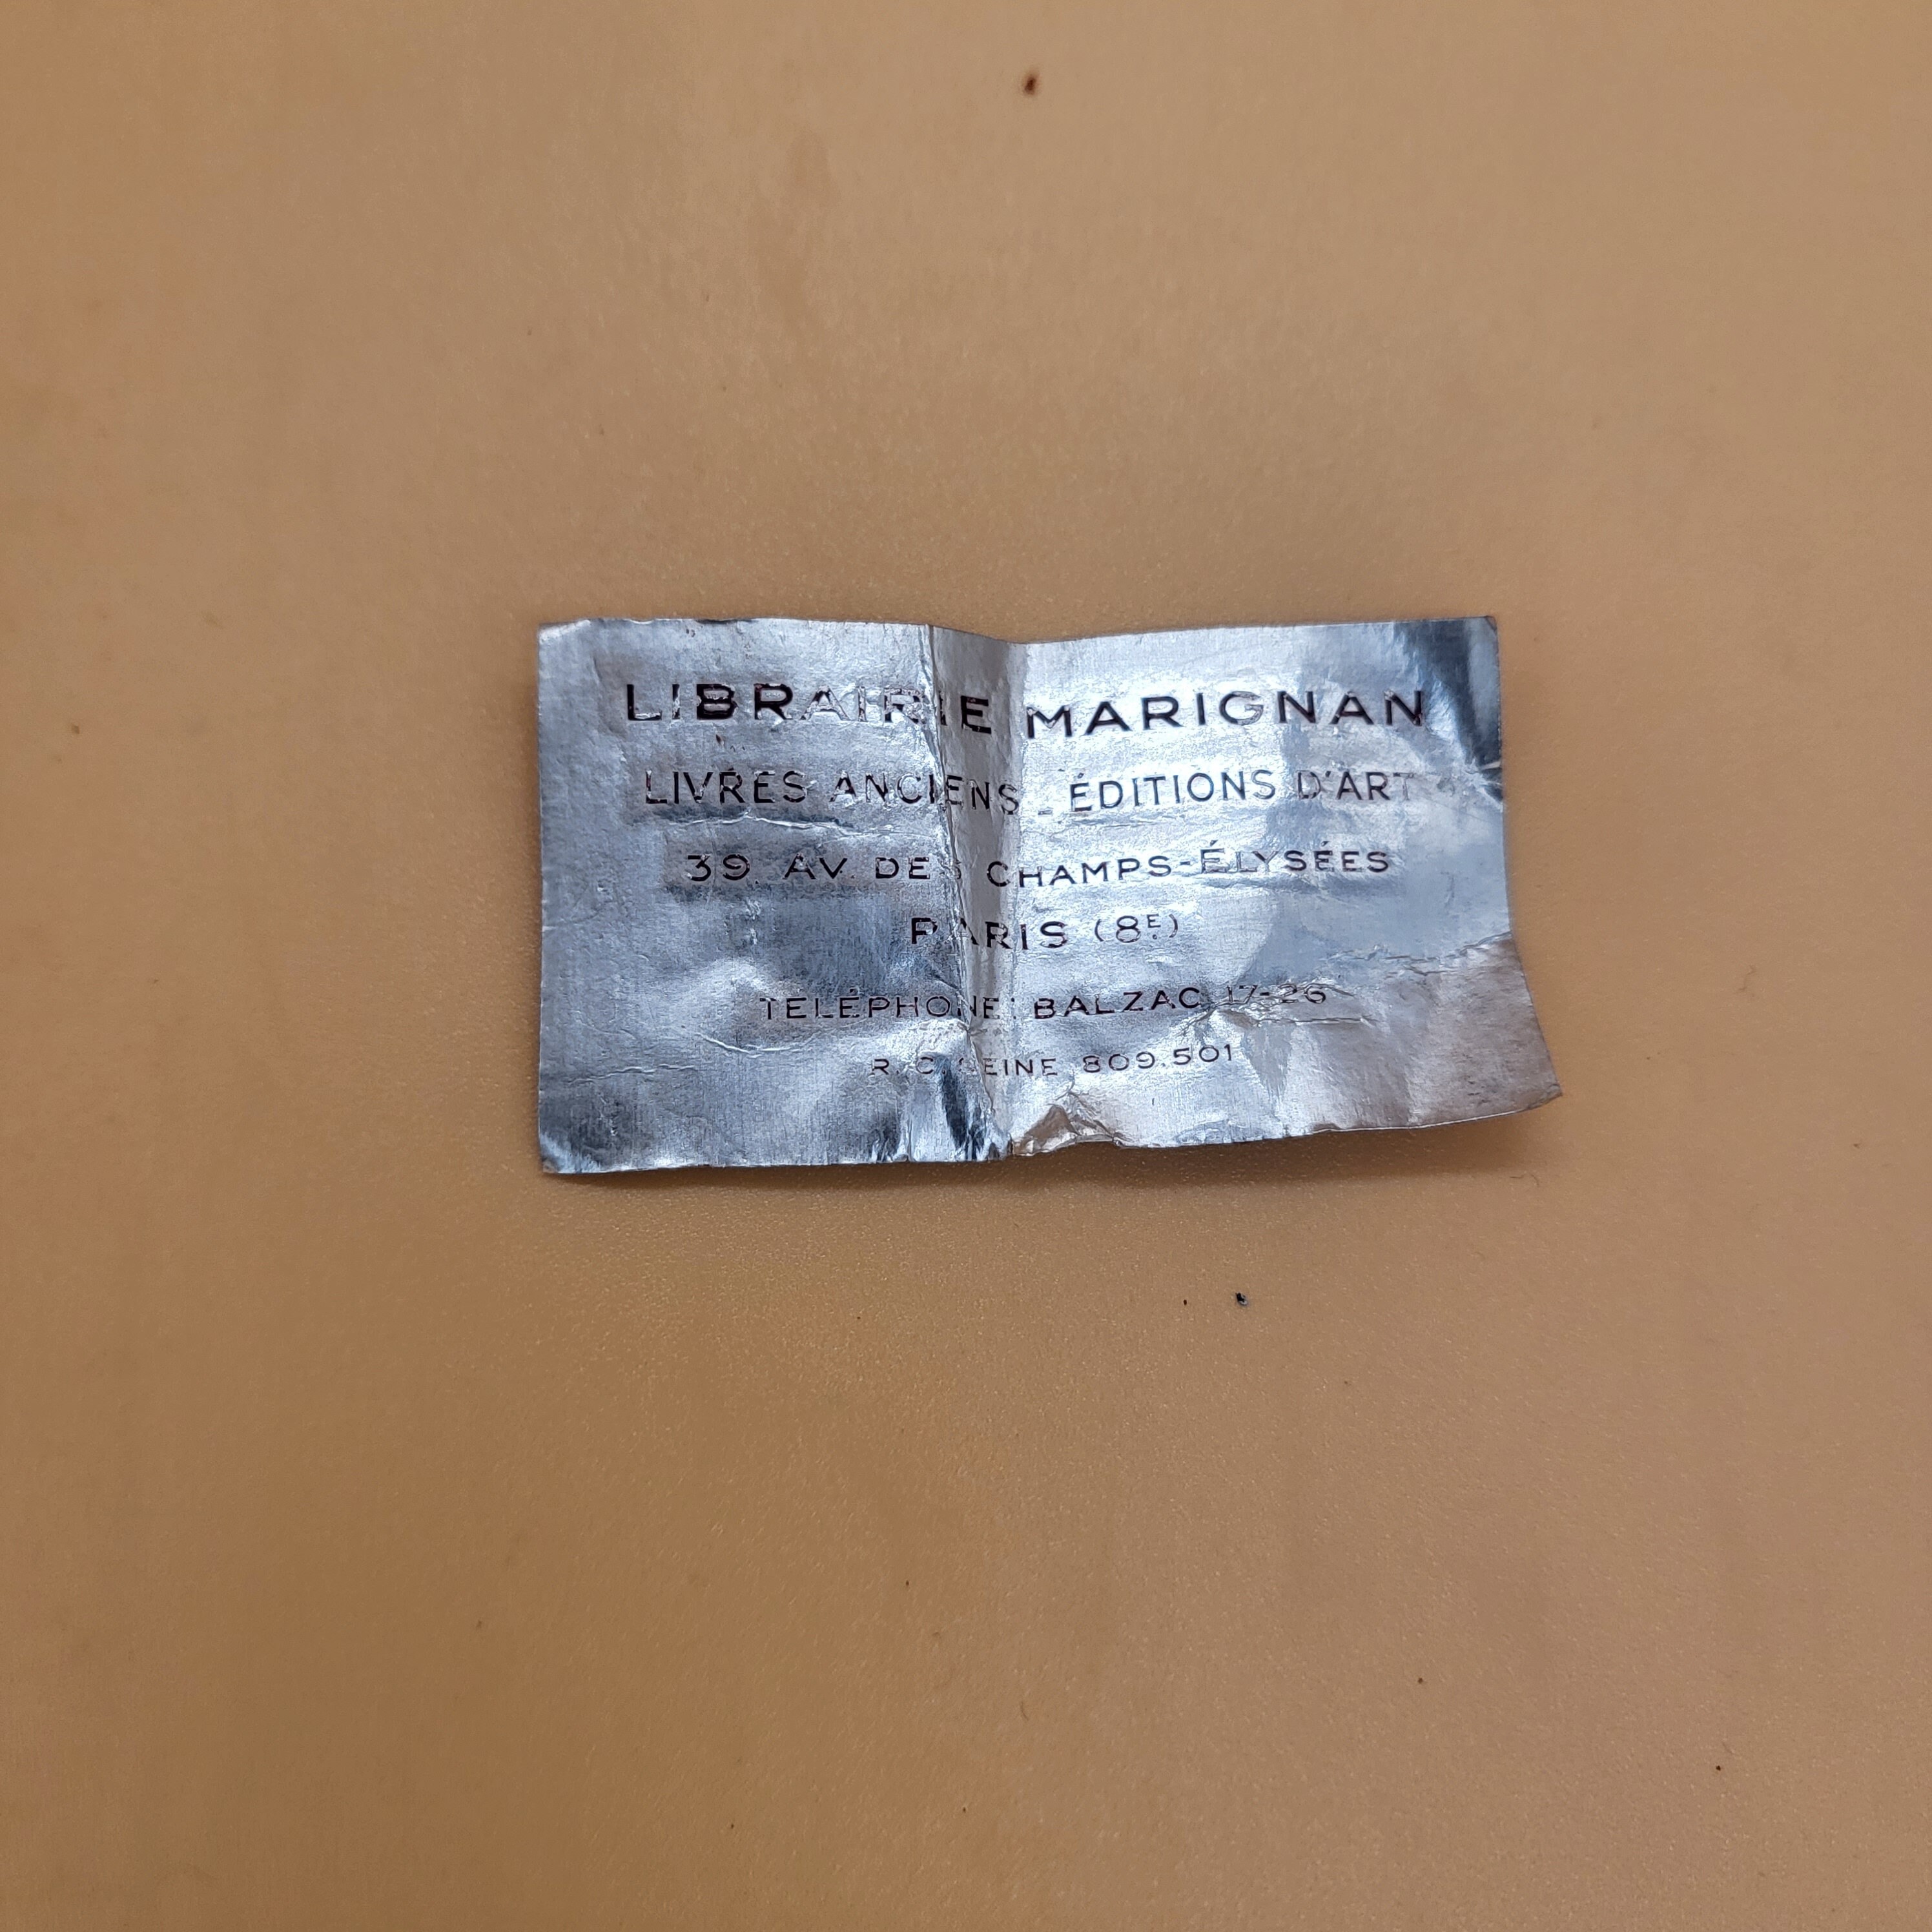 LIBRAIRIE MARIGNAN
LIVRES ANCIENS _ ÉDITIONS D'ART
39, AV. DES CHAMPS-ÉLYSÉES
PARIS (8E)
TÉLÉPHONE: BALZAC 17-26
R.C. SEINE 809.501